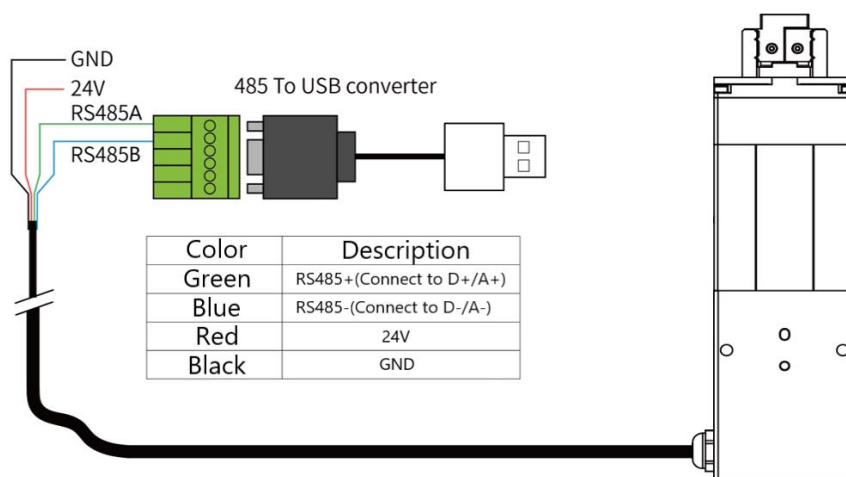 GND
24V
RS485A
RS485B
485 To USB converter
Color Description
Green RS485+(Connect to D+/A+)
Blue RS485-(Connect to D-/A-)
Red 24V
Black GND